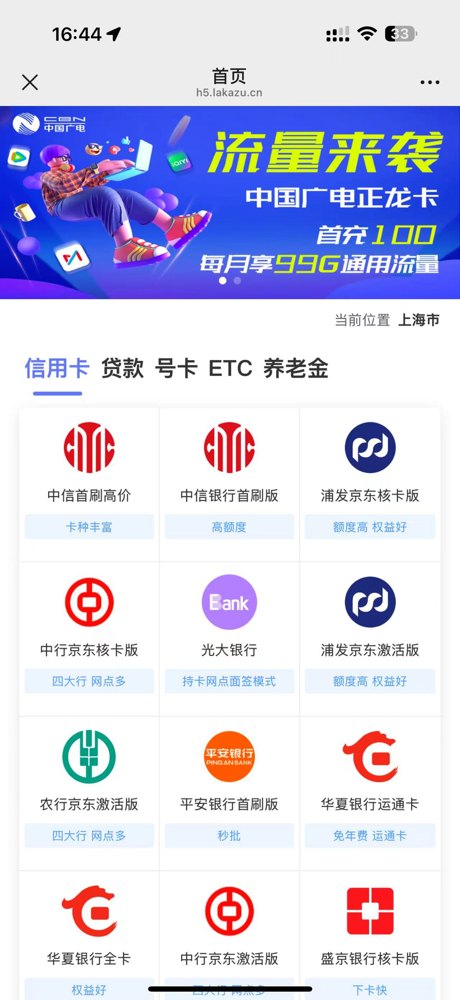 16:44
33
首页
h5.lakazu.cn
CBN
中国广电
iQIYI
流量来袭
中国广电正龙卡
首充100
每月享99G通用流量
当前位置 上海市
信用卡 贷款 号卡 ETC 养老金
中信首刷高价
中信银行首刷版
浦发京东核卡版
卡种丰富
高额度
额度高 权益好
Bank
中行京东核卡版
光大银行
浦发京东激活版
四大行 网点多
持卡网点面签模式
额度高 权益好
平安银行
PING AN BANK
农行京东激活版
平安银行首刷版
华夏银行运通卡
四大行 网点多
秒批
免年费 运通卡
华夏银行全卡
中行京东激活版
盛京银行核卡版
权益好
四大行 网点多
下卡快